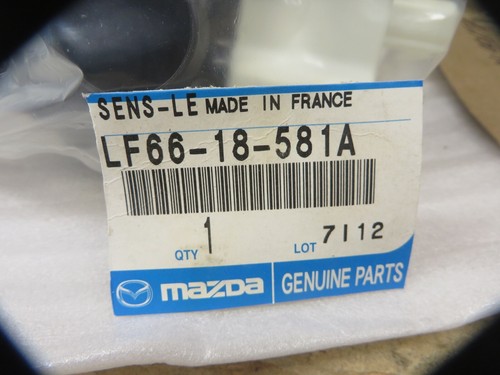 SENS-LE MADE IN FRANCE
LF66-18-581A
QTY 1 LOT 7112
mazda GENUINE PARTS